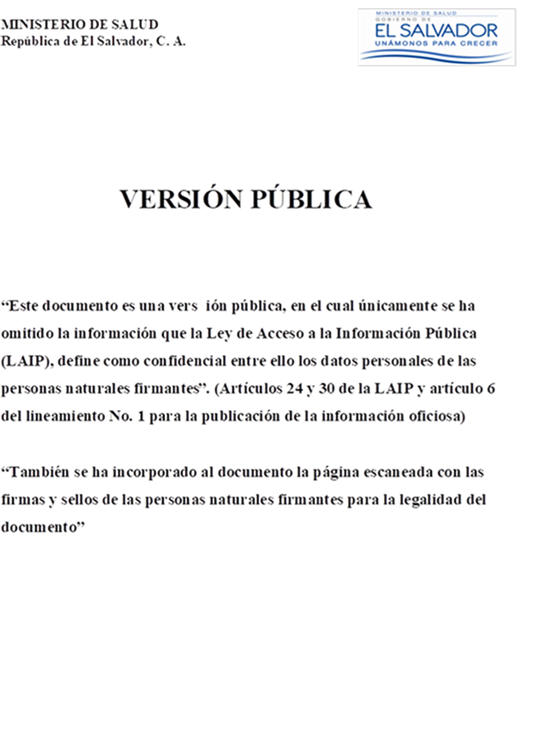 MINISTERIO DE SALUD
República de El Salvador, C. A.
MINISTERIO DE SALUD
GOBIERNO DE
EL SALVADOR
UNÁMONOS PARA CRECER
VERSIÓN PÚBLICA
“Este documento es una vers ión pública, en el cual únicamente se ha
omitido la información que la Ley de Acceso a la Información Pública
(LAIP), define como confidencial entre ello los datos personales de las
personas naturales firmantes”. (Artículos 24 y 30 de la LAIP y artículo 6
del lineamiento No. 1 para la publicación de la información oficiosa)
“También se ha incorporado al documento la página escaneada con las
firmas y sellos de las personas naturales firmantes para la legalidad del
documento”